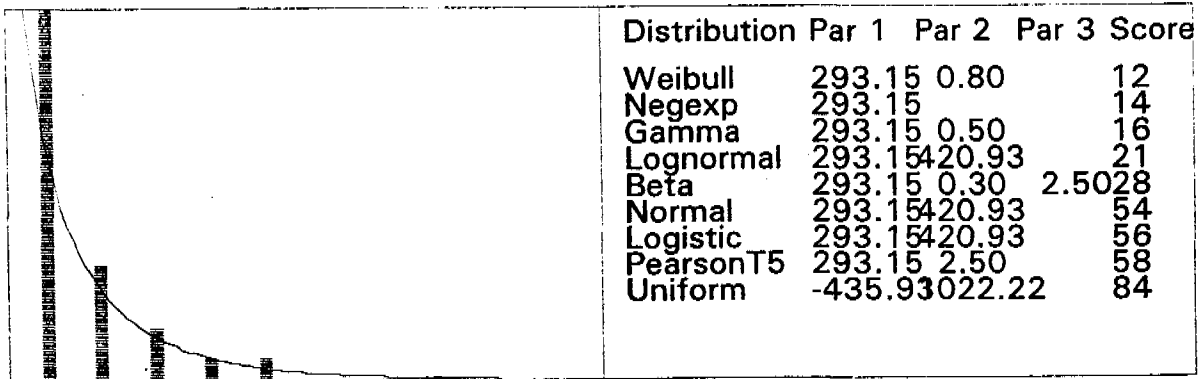 Distribution Par 1 Par 2 Par 3 Score
Weibull 293.15 0.80 12
Negexp 293.15 14
Gamma 293.15 0.50 16
Lognormal 293.15420.93 21
Beta 293.15 0.30 2.5028
Normal 293.15420.93 54
Logistic 293.15420.93 56
PearsonT5 293.15 2.50 58
Uniform -435.931022.22 84